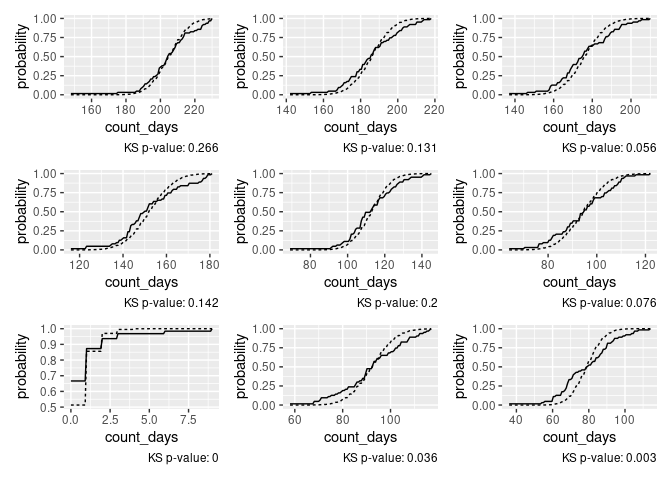 1.00
0.75
0.50
0.25
0.00
probability
160 180 200 220
count_days
KS p-value: 0.266
1.00
0.75
0.50
0.25
0.00
probability
140 160 180 200 220
count_days
KS p-value: 0.131
1.00
0.75
0.50
0.25
0.00
probability
140 160 180 200
count_days
KS p-value: 0.056
1.00
0.75
0.50
0.25
0.00
probability
120 140 160 180
count_days
KS p-value: 0.142
1.00
0.75
0.50
0.25
0.00
probability
80 100 120 140
count_days
KS p-value: 0.2
1.00
0.75
0.50
0.25
0.00
probability
80 100 120
count_days
KS p-value: 0.076
1.0
0.9
0.8
0.7
0.6
0.5
probability
0.0 2.5 5.0 7.5
count_days
KS p-value: 0
1.00
0.75
0.50
0.25
0.00
probability
60 80 100
count_days
KS p-value: 0.036
1.00
0.75
0.50
0.25
0.00
probability
40 60 80 100
count_days
KS p-value: 0.003